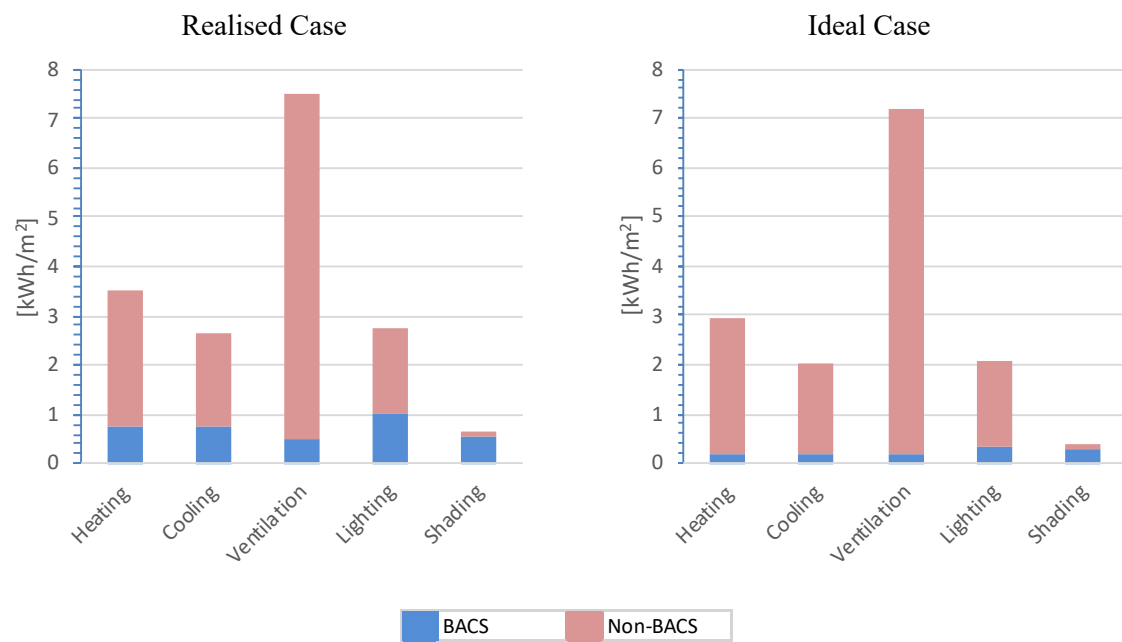 Realised Case
8
7
6
5
4
3
2
1
0
[kWh/m²]
Heating
Cooling
Ventilation
Lighting
Shading
Ideal Case
8
7
6
5
4
3
2
1
0
[kWh/m²]
Heating
Cooling
Ventilation
Lighting
Shading
BACS Non-BACS